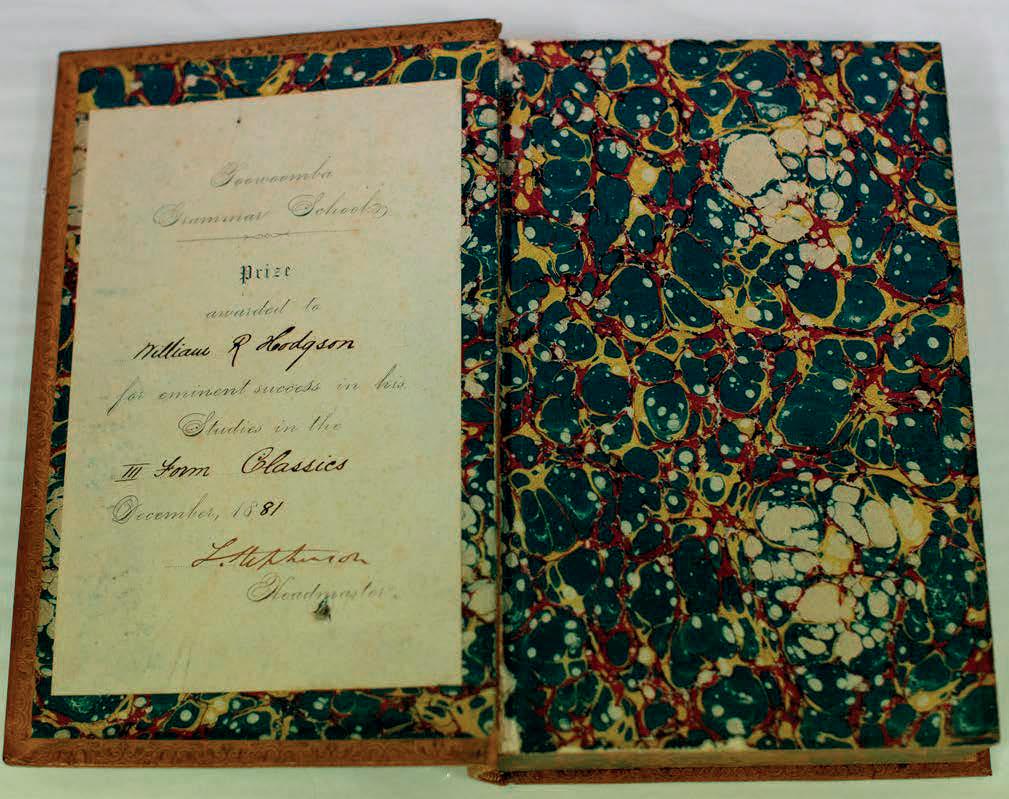 Toowoomba
Grammar School
Prize
awarded to
William R Hodgson
for eminent success in his
Studies in the
III Form Classics
December, 1881
L. Stephenson
Headmaster.